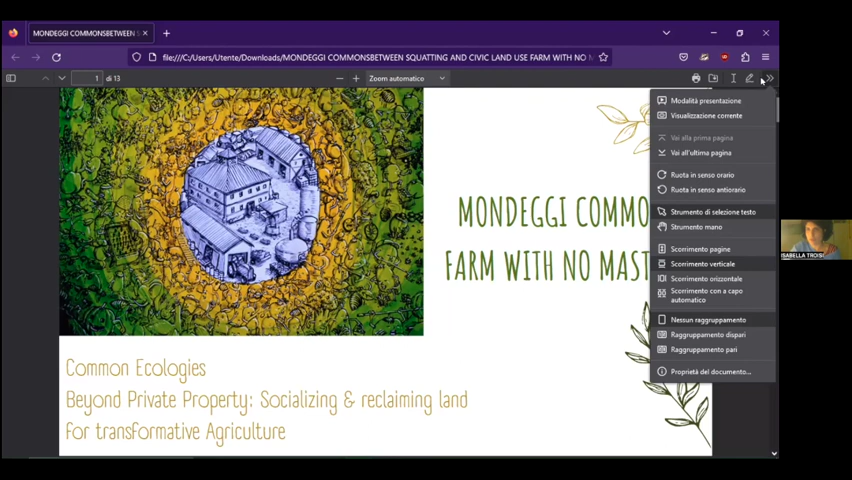 MONDEGGI COMMONSBETWEEN S
file:///C:/Users/Utente/Downloads/MONDEGGI COMMONSBETWEEN SQUATTING AND CIVIC LAND USE FARM WITH NO M
1
di 13
Zoom automatico
Modalità presentazione
Visualizzazione corrente
Vai alla prima pagina
Vai all'ultima pagina
Ruota in senso orario
Ruota in senso antiorario
Strumento di selezione testo
Strumento mano
Scorrimento pagine
Scorrimento verticale
Scorrimento orizzontale
Scorrimento con a capo
automatico
Nessun raggruppamento
Raggruppamento dispari
Raggruppamento pari
Proprietà del documento...
MONDEGGI COMMO
FARM WITH NO MAST
ISABELLA TROISI
Common Ecologies
Beyond Private Property: Socializing & reclaiming land
for transformative Agriculture